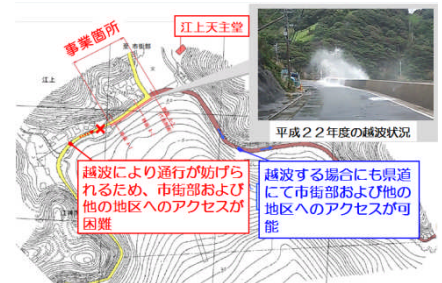 江上天主堂
事業箇所
至 市街部
江上
平成22年度の越波状況
越波により通行が妨げら
れるため、市街部および
他の地区へのアクセスが
困難
越波する場合にも県道
にて市街部および他の
地区へのアクセスが可
能